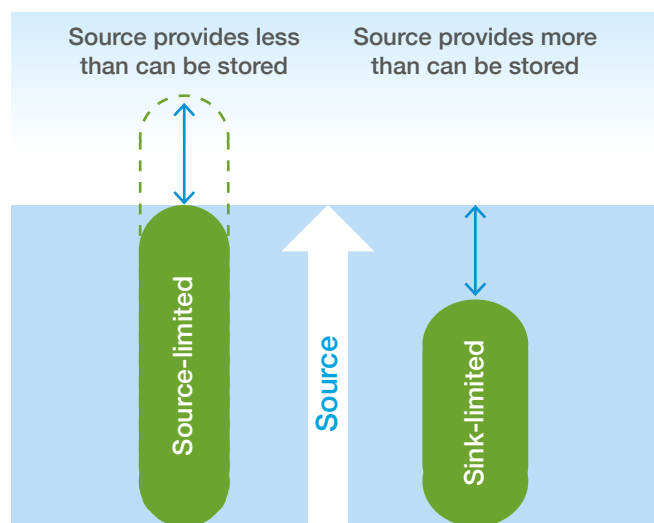 Source provides less
than can be stored
Source provides more
than can be stored
Source-limited
Source
Sink-limited